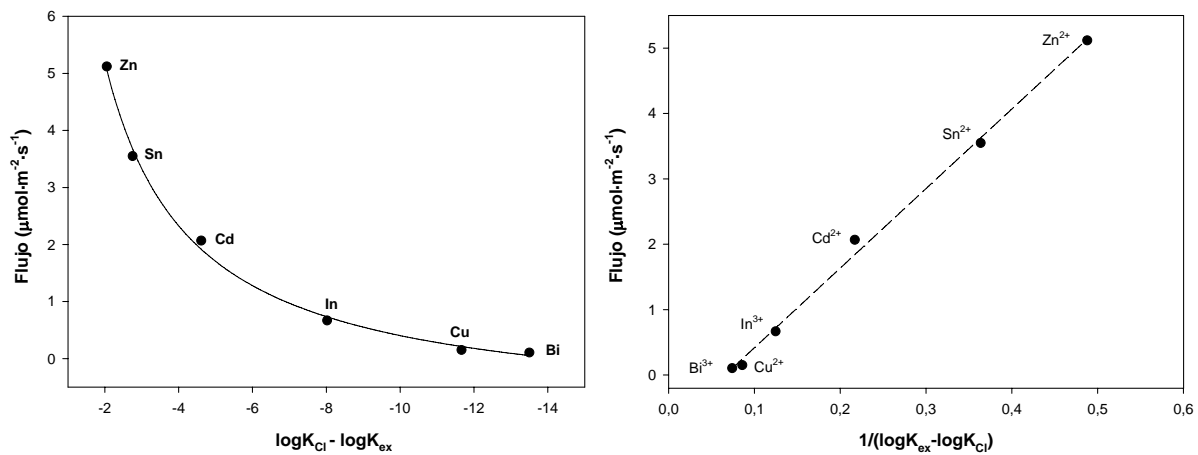 6
5
4
3
2
1
0
Flujo (µmol·m⁻²·s⁻¹)
Zn
Sn
Cd
In
Cu
Bi
-2 -4 -6 -8 -10 -12 -14
logK_Cl - logK_ex
5
4
3
2
1
0
Flujo (µmol·m⁻²·s⁻¹)
Zn²⁺
Sn²⁺
Cd²⁺
In³⁺
Bi³⁺ Cu²⁺
0,0 0,1 0,2 0,3 0,4 0,5 0,6
1/(logK_ex-logK_Cl)